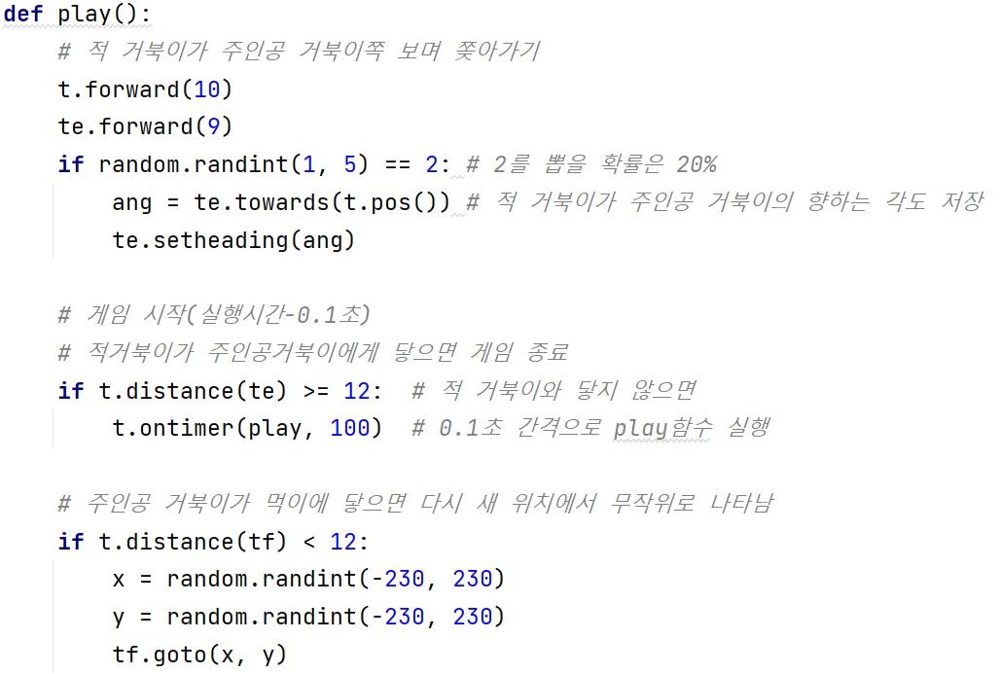 def play():
    # 적 거북이가 주인공 거북이쪽 보며 쫒아가기
    t.forward(10)
    te.forward(9)
    if random.randint(1, 5) == 2: # 2를 뽑을 확률은 20%
        ang = te.towards(t.pos()) # 적 거북이가 주인공 거북이의 향하는 각도 저장
        te.setheading(ang)

    # 게임 시작(실행시간-0.1초)
    # 적거북이가 주인공거북이에게 닿으면 게임 종료
    if t.distance(te) >= 12:  # 적 거북이와 닿지 않으면
        t.ontimer(play, 100)  # 0.1초 간격으로 play함수 실행

    # 주인공 거북이가 먹이에 닿으면 다시 새 위치에서 무작위로 나타남
    if t.distance(tf) < 12:
        x = random.randint(-230, 230)
        y = random.randint(-230, 230)
        tf.goto(x, y)